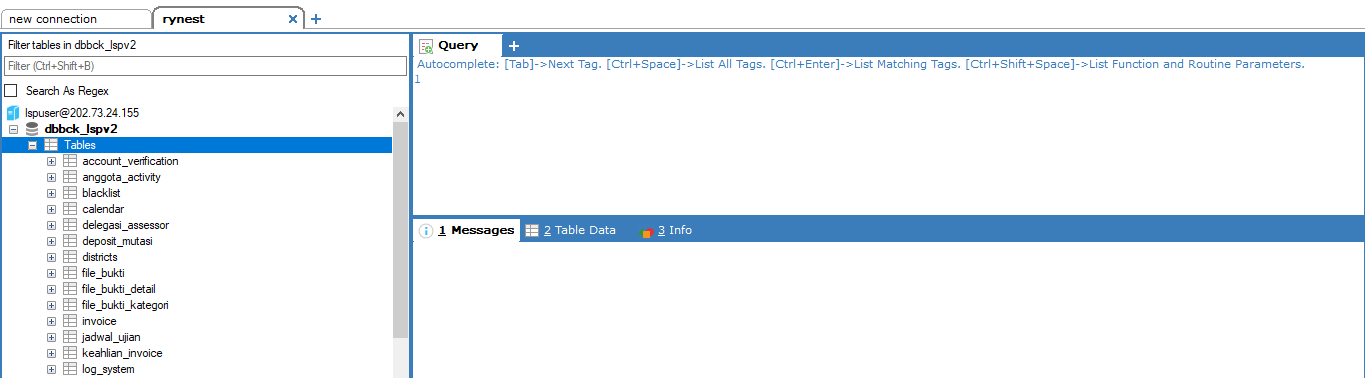 new connection
rynest
Filter tables in dbbck_lspv2
Filter (Ctrl+Shift+B)
Search As Regex
lspuser@202.73.24.155
dbbck_lspv2
Tables
account_verification
anggota_activity
blacklist
calendar
delegasi_assessor
deposit_mutasi
districts
file_bukti
file_bukti_detail
file_bukti_kategori
invoice
jadwal_ujian
keahlian_invoice
log_system
Query
Autocomplete: [Tab]->Next Tag. [Ctrl+Space]->List All Tags. [Ctrl+Enter]->List Matching Tags. [Ctrl+Shift+Space]->List Function and Routine Parameters.
1
1 Messages
2 Table Data
3 Info